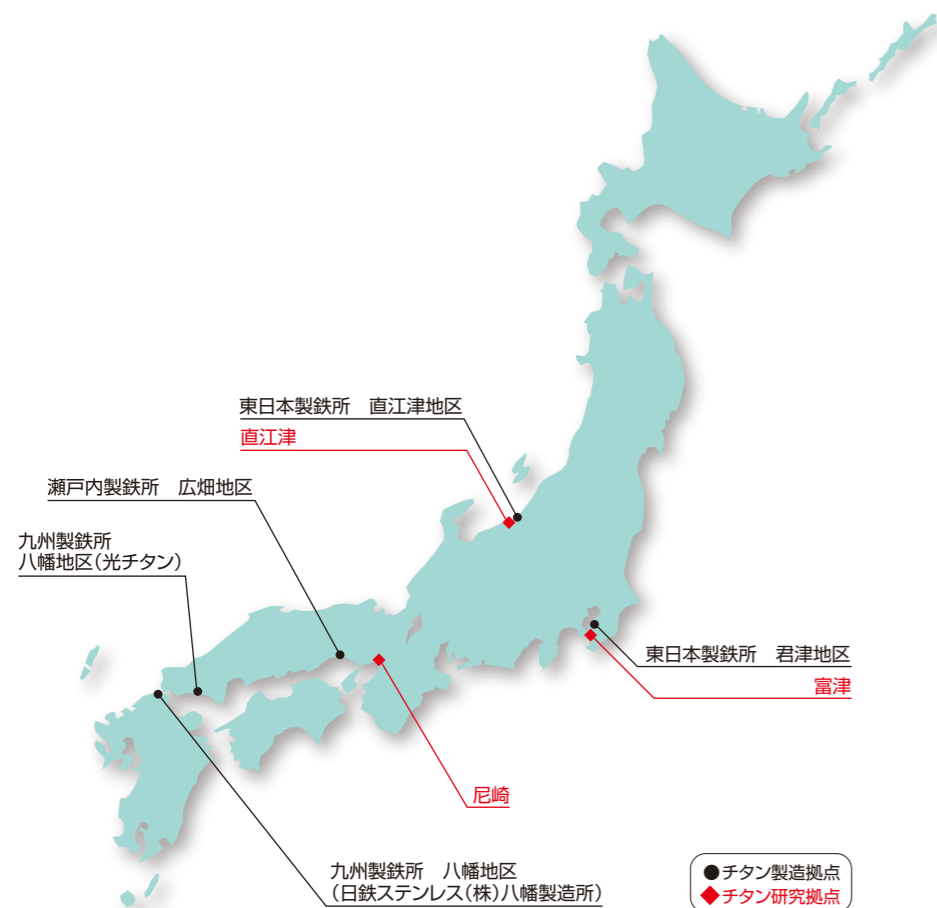 東日本製鉄所　直江津地区
直江津
瀬戸内製鉄所　広畑地区
九州製鉄所
八幡地区(光チタン)
東日本製鉄所　君津地区
富津
尼崎
九州製鉄所　八幡地区
(日鉄ステンレス(株)八幡製造所)
●チタン製造拠点
◆チタン研究拠点